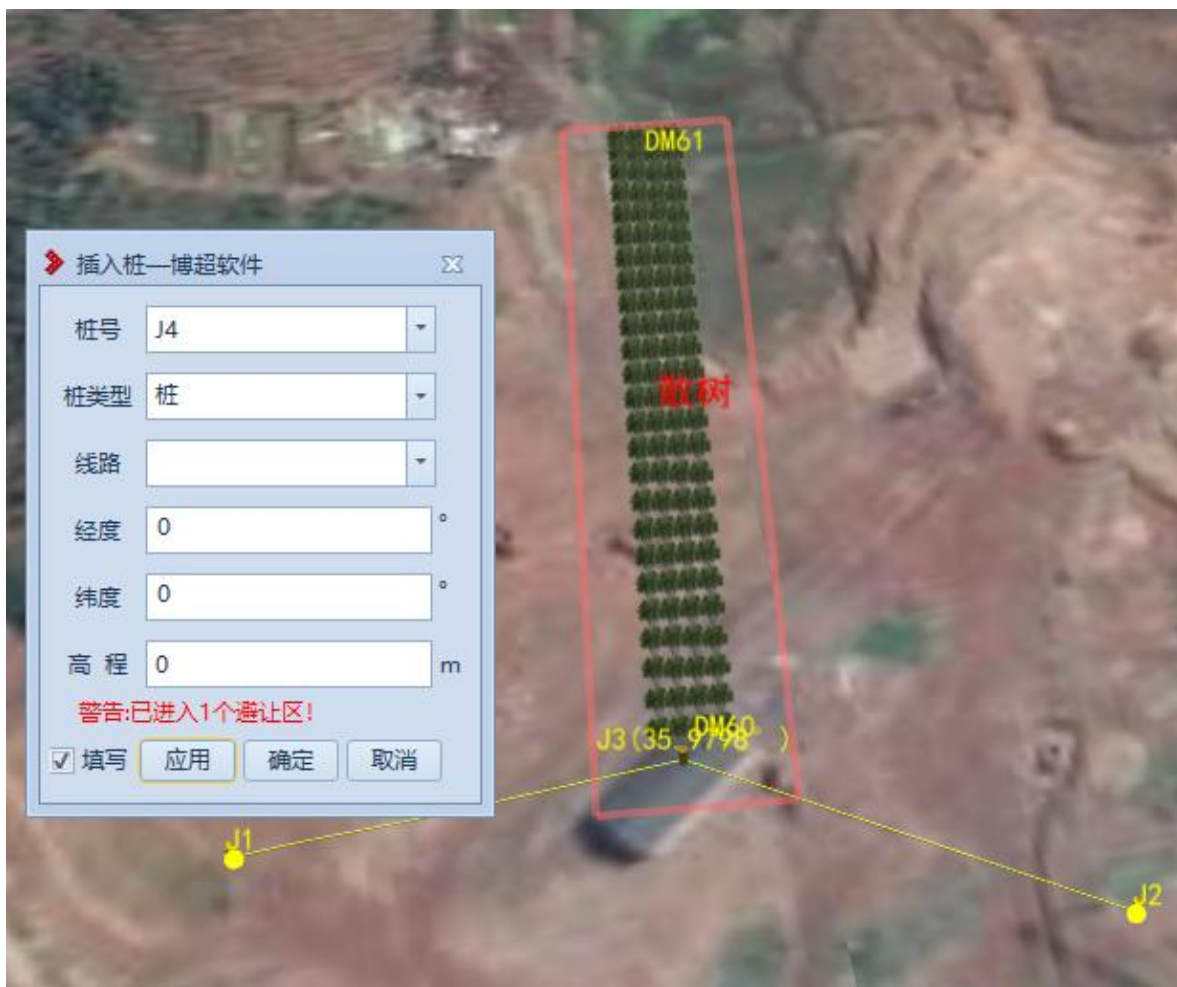 DM61
插入桩—博超软件
桩号 J4
桩类型 桩
散树
线路
经度 0 °
纬度 0 °
高 程 0 m
警告:已进入1个避让区!
填写 应用 确定 取消
DM60
J3(35.9798°)
J1
J2